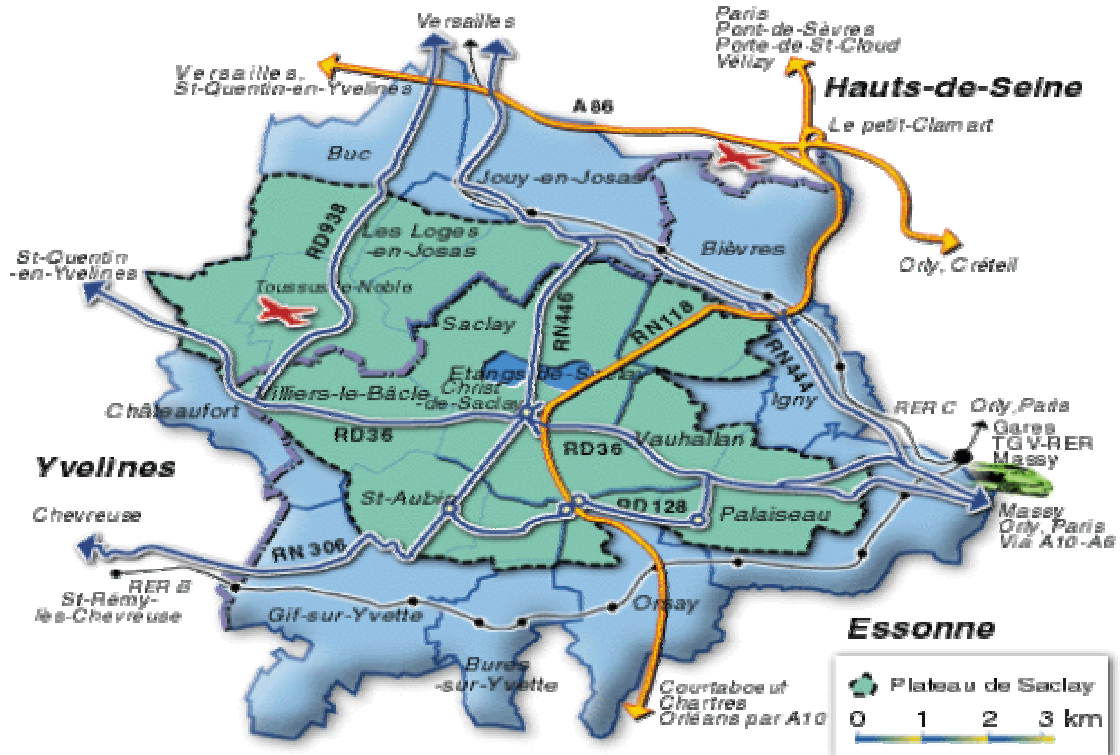 Versailles
Paris
Pont-de-Sèvres
Porte-de-St-Cloud
Vélizy
Versailles,
St-Quentin-en-Yvelines
Hauts-de-Seine
A86
Le petit-Clamart
Buc
Jouy-en-Josas
RD938
Les Loges
-en-Josas
Bièvres
St-Quentin
-en-Yvelines
Orly, Créteil
Toussus-le-Noble
Saclay
RN446
RN118
RN444
Etangs-de-Saclay
Villiers-le-Bâcle
Christ
-de-Saclay
Châteaufort
Igny
RER C
Orly, Paris
Gares
TGV-RER
Massy
RD36
RD36
Vauhallan
Yvelines
St-Aubin
RD128
Palaiseau
Chevreuse
Massy
Orly, Paris
Via A10-A6
RN 306
RER B
St-Rémy-
lès-Chevreuse
Gif-sur-Yvette
Orsay
Essonne
Bures
-sur-Yvette
Courtaboeuf
Chartres
Orléans par A10
Plateau de Saclay
0 1 2 3 km